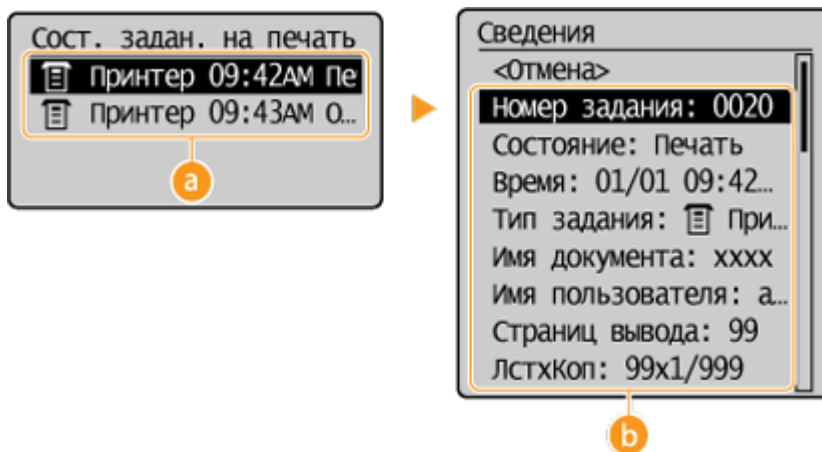 Сост. задан. на печать
Принтер 09:42AM Пе
Принтер 09:43AM О...
a
Сведения
<Отмена>
Номер задания: 0020
Состояние: Печать
Время: 01/01 09:42...
Тип задания: При...
Имя документа: xxxx
Имя пользователя: a...
Страниц вывода: 99
ЛстxКоп: 99x1/999
b